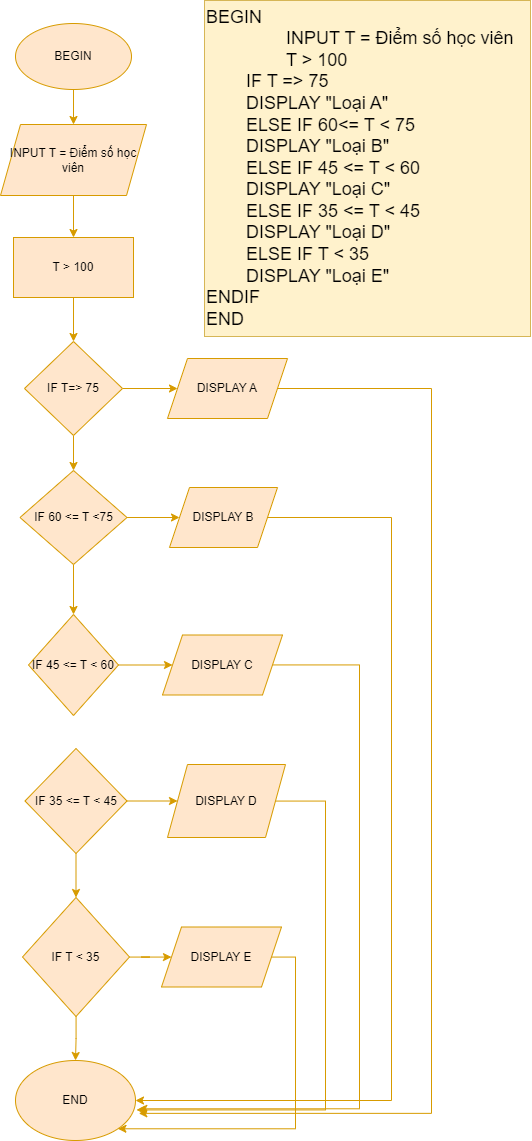 BEGIN
INPUT T = Điểm số học
viên
T > 100
IF T=> 75
DISPLAY A
IF 60 <= T <75
DISPLAY B
IF 45 <= T < 60
DISPLAY C
IF 35 <= T < 45
DISPLAY D
IF T < 35
DISPLAY E
END
BEGIN
INPUT T = Điểm số học viên
T > 100
IF T => 75
DISPLAY "Loại A"
ELSE IF 60<= T < 75
DISPLAY "Loại B"
ELSE IF 45 <= T < 60
DISPLAY "Loại C"
ELSE IF 35 <= T < 45
DISPLAY "Loại D"
ELSE IF T < 35
DISPLAY "Loại E"
ENDIF
END